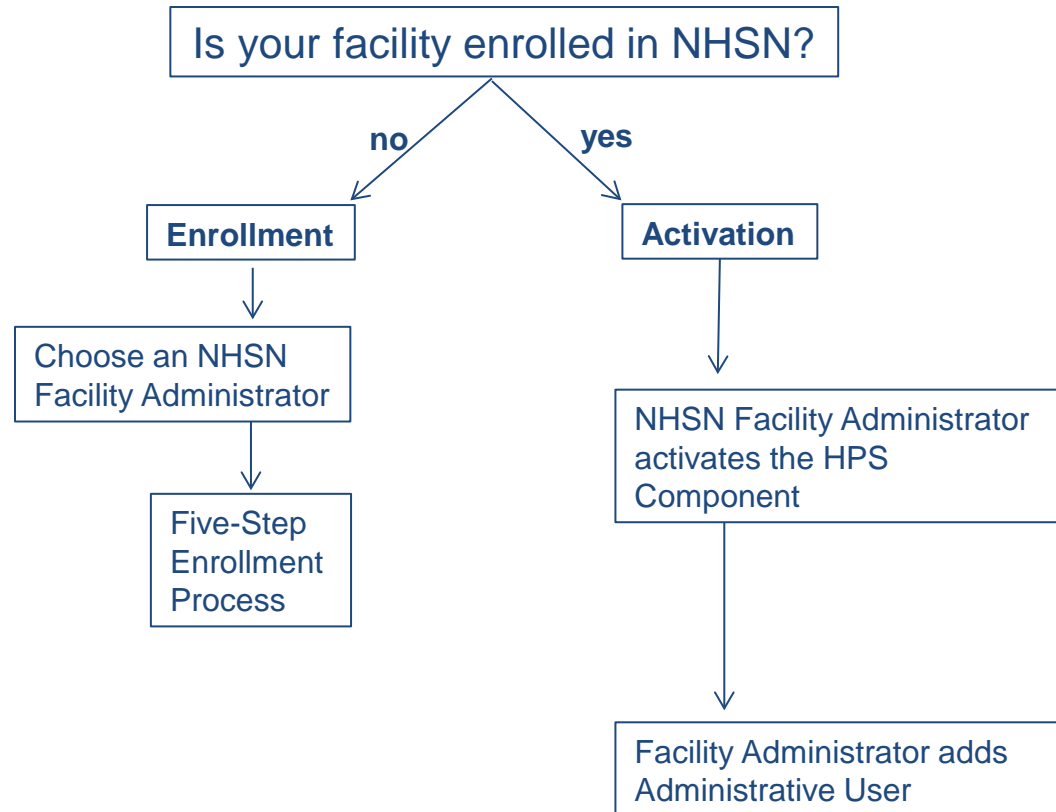 Is your facility enrolled in NHSN?
no
yes
Enrollment
Activation
Choose an NHSN
Facility Administrator
NHSN Facility Administrator
activates the HPS
Component
Five-Step
Enrollment
Process
Facility Administrator adds
Administrative User